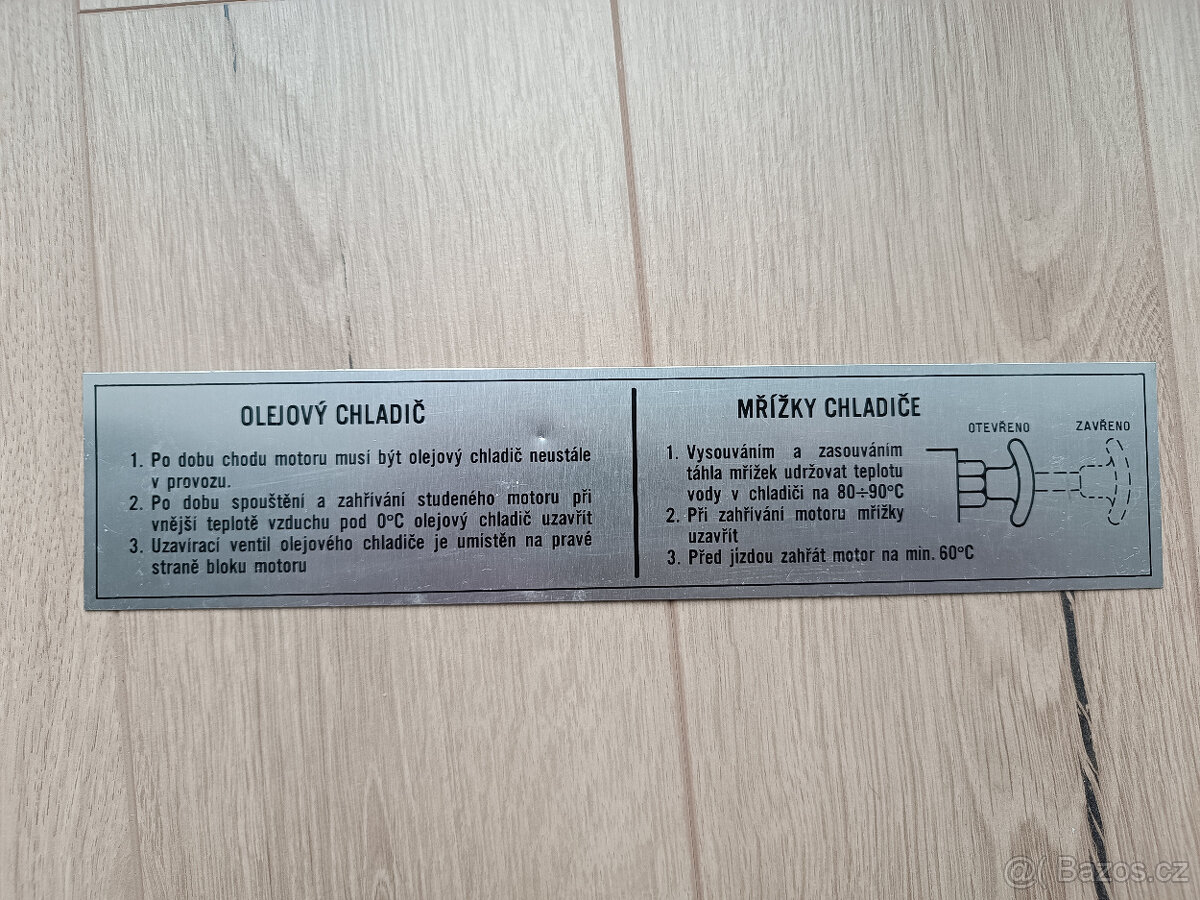 OLEJOVÝ CHLADIČ
1. Po dobu chodu motoru musí být olejový chladič neustále
v provozu.
2. Po dobu spouštění a zahřívání studeného motoru při
vnější teplotě vzduchu pod 0°C olejový chladič uzavřít
3. Uzavírací ventil olejového chladiče je umistěn na pravé
straně bloku motoru
MŘÍŽKY CHLADIČE
1. Vysouváním a zasouváním
táhla mřížek udržovat teplotu
vody v chladiči na 80÷90°C
2. Při zahřívání motoru mřížky
uzavřít
3. Před jízdou zahřát motor na min. 60°C
OTEVŘENO
ZAVŘENO
@( Bazos.cz